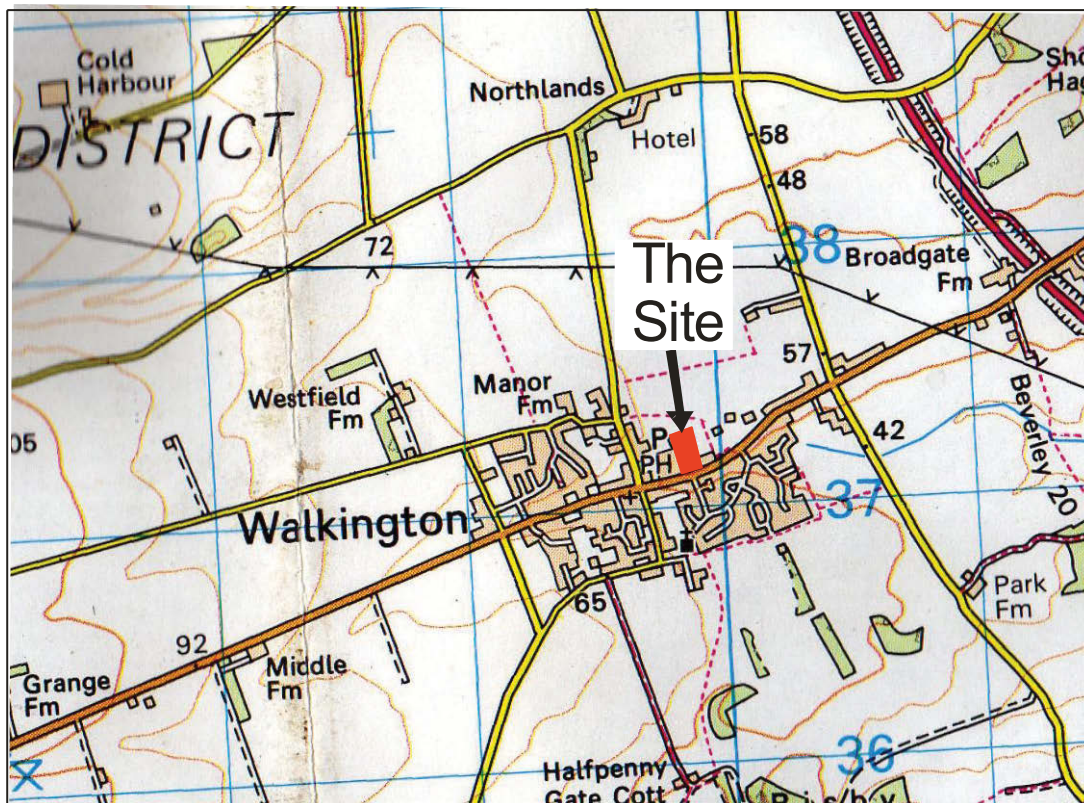 Cold
Harbour
DISTRICT
Northlands
Hotel
58
48
72
38
Broadgate
Fm
The
Site
57
Manor
Fm
Westfield
Fm
05
P
PH
42
Beverley
37
Walkington
20
65
Park
Fm
92
Middle
Fm
Grange
Fm
36
Halfpenny
Gate Cott